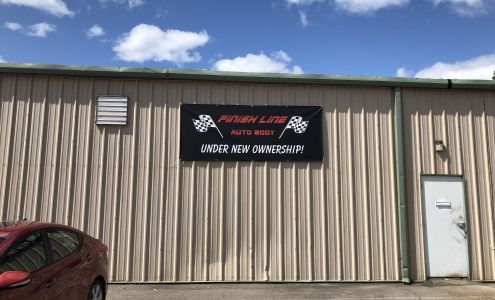 FINISH LINE
AUTO BODY
UNDER NEW OWNERSHIP!